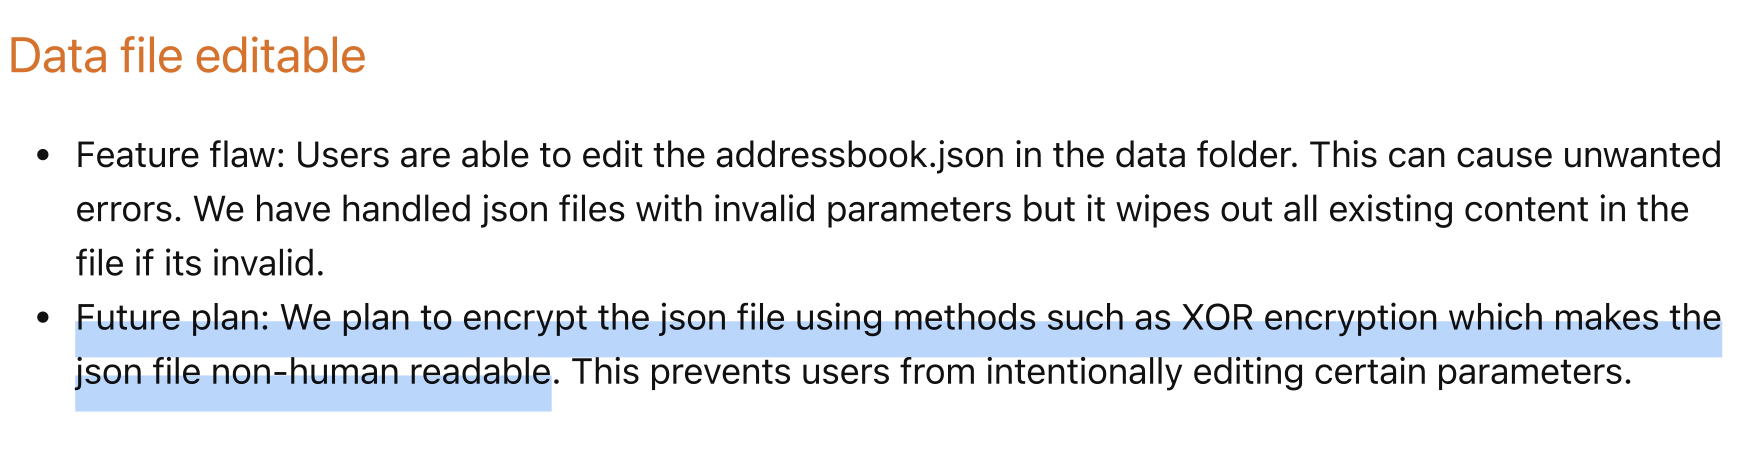 Data file editable
• Feature flaw: Users are able to edit the addressbook.json in the data folder. This can cause unwanted
errors. We have handled json files with invalid parameters but it wipes out all existing content in the
file if its invalid.
• Future plan: We plan to encrypt the json file using methods such as XOR encryption which makes the
json file non-human readable. This prevents users from intentionally editing certain parameters.